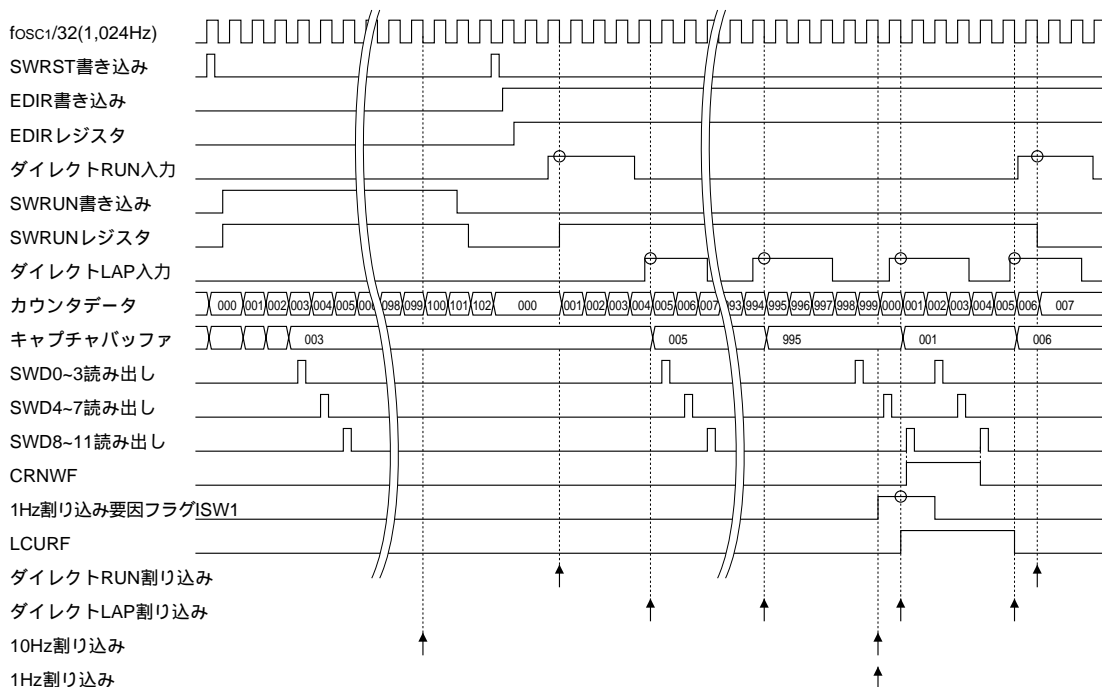 fOSC1/32(1,024Hz)
SWRST書き込み
EDIR書き込み
EDIRレジスタ
ダイレクトRUN入力
SWRUN書き込み
SWRUNレジスタ
ダイレクトLAP入力
カウンタデータ 000 001 002 003 004 005 006 098 099 100 101 102 000 001 002 003 004 005 006 007 993 994 995 996 997 998 999 000 001 002 003 004 005 006 007
キャプチャバッファ 003 005 995 001 006
SWD0~3読み出し
SWD4~7読み出し
SWD8~11読み出し
CRNWF
1Hz割り込み要因フラグISW1
LCURF
ダイレクトRUN割り込み
ダイレクトLAP割り込み
10Hz割り込み
1Hz割り込み